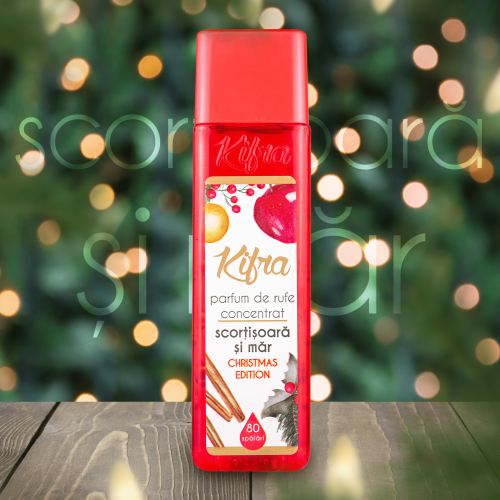 scorțișoară
și măr
Kifra
Kifra
parfum de rufe
concentrat
scorțișoară
și măr
CHRISTMAS
EDITION
80
spălări